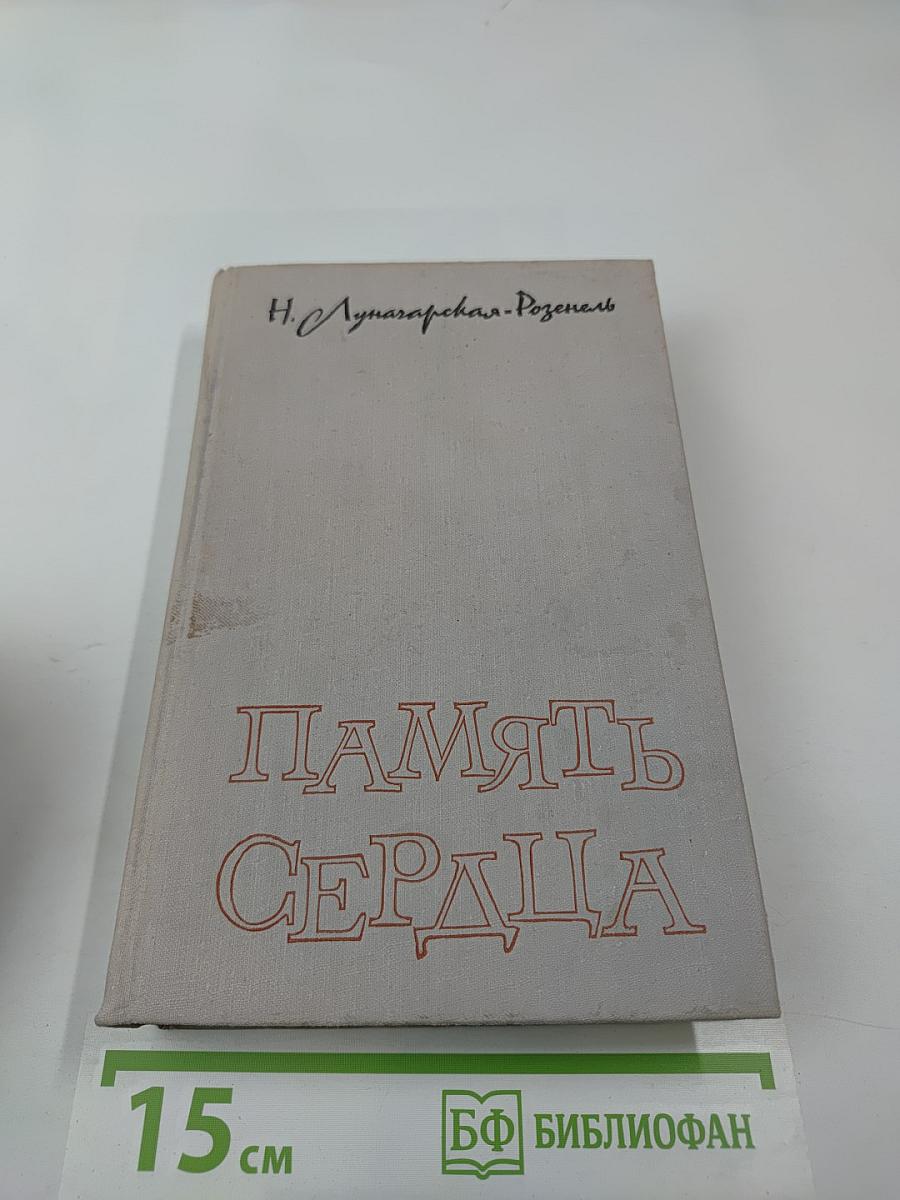 Н. Луначарская-Розенель
ПАМЯТЬ
СЕРДЦА
15 см
БФ БИБЛИОФАН